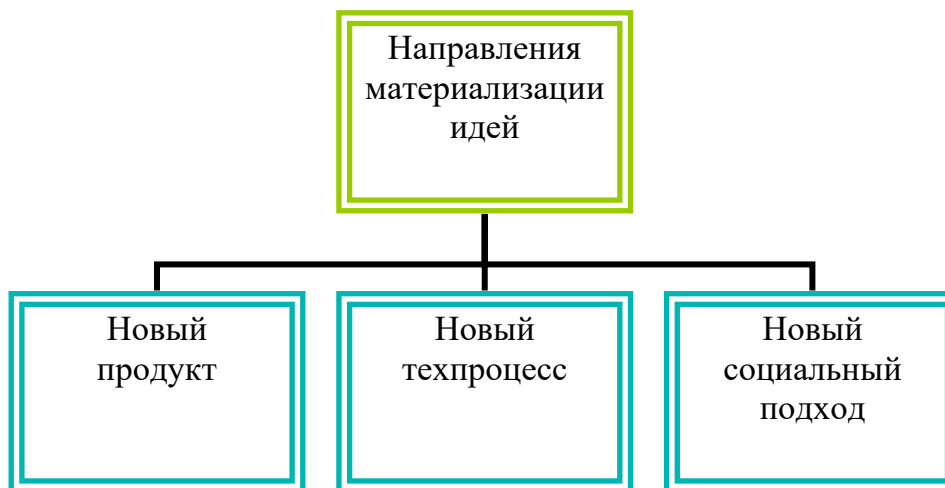 Направления
материализации
идей
Новый
продукт
Новый
техпроцесс
Новый
социальный
подход